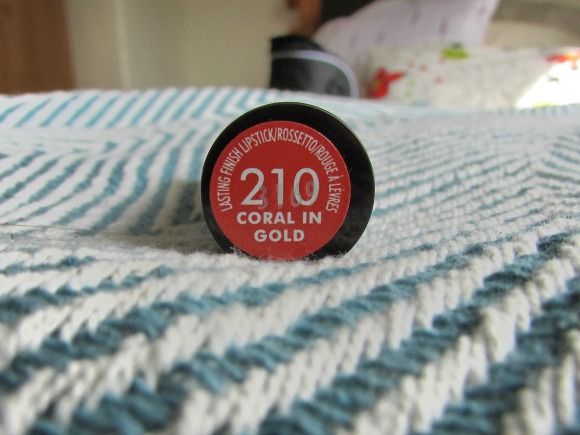 LASTING FINISH LIPSTICK/ROSSETTO/ROUGE À LÈVRES
210
CORAL IN
GOLD